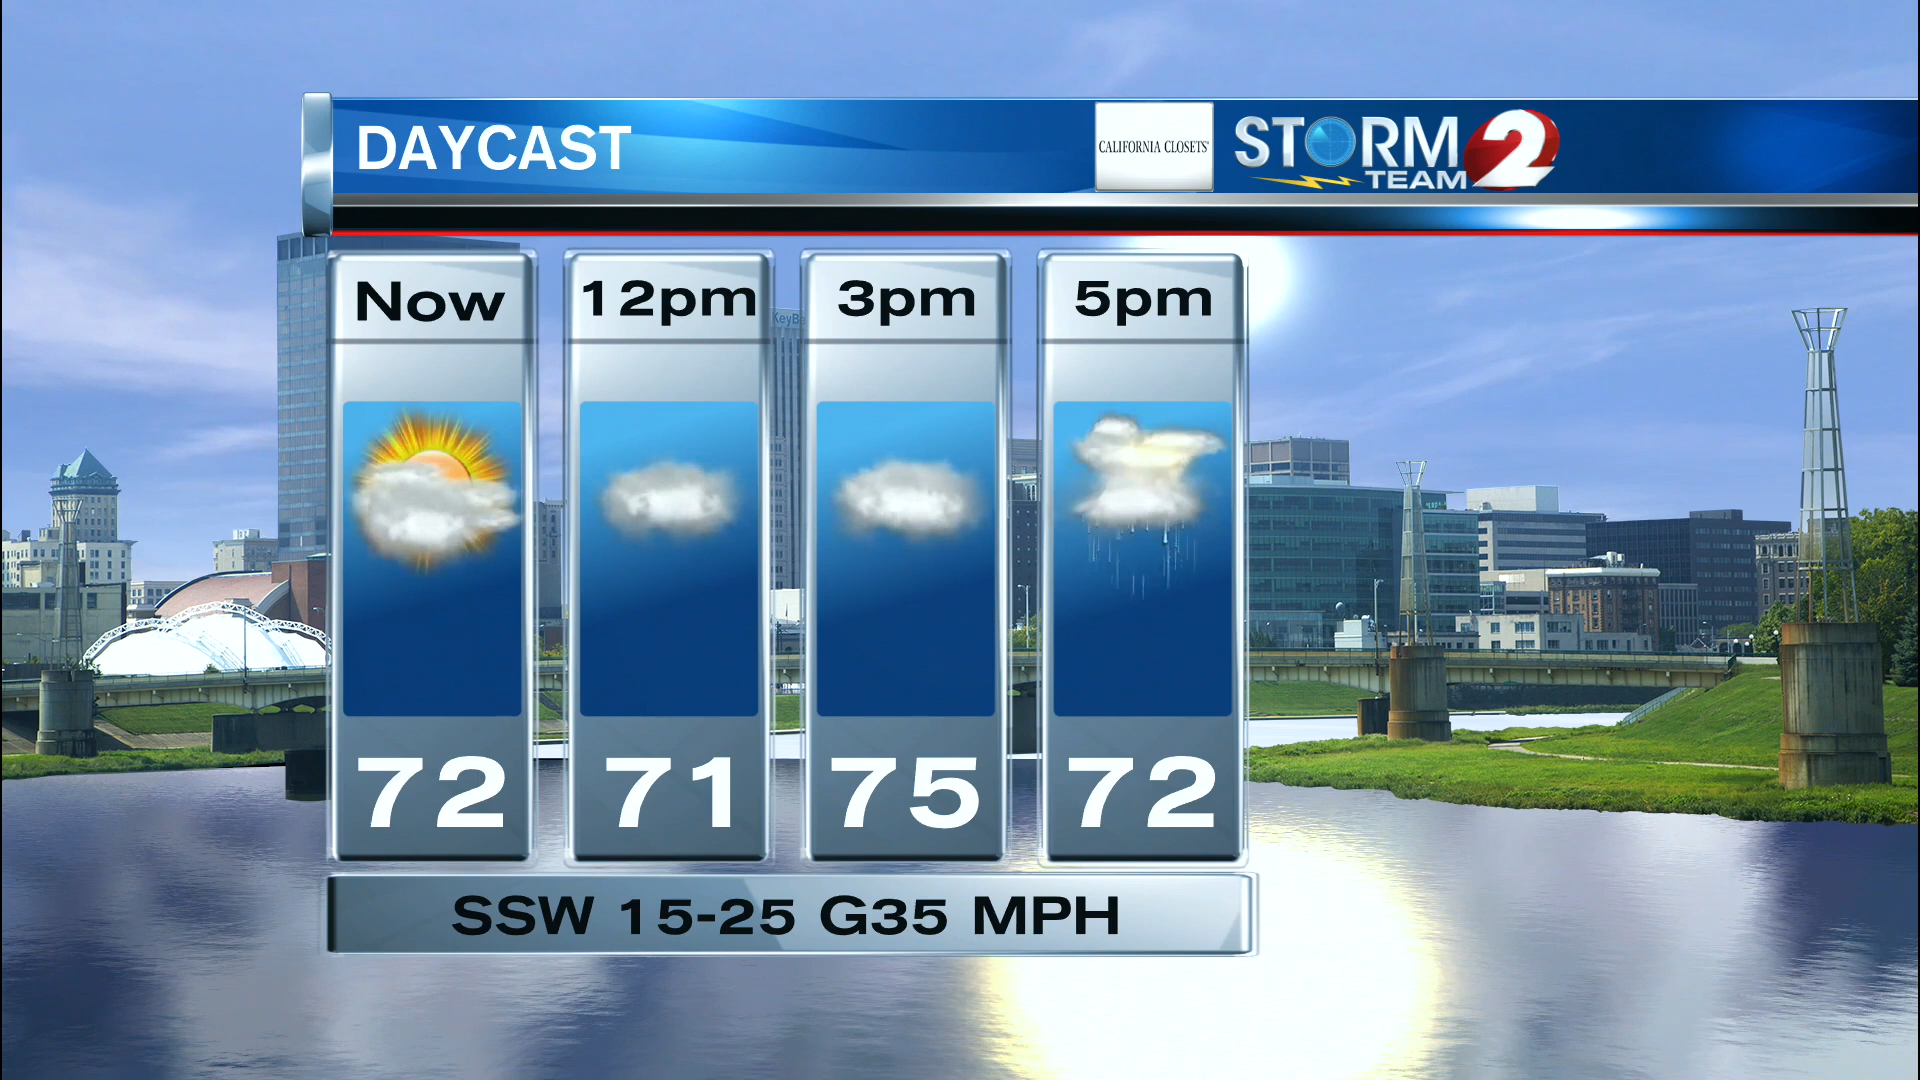 DAYCAST
CALIFORNIA CLOSETS®
STORM
TEAM 2
Now
12pm
3pm
5pm
72
71
75
72
SSW 15-25 G35 MPH